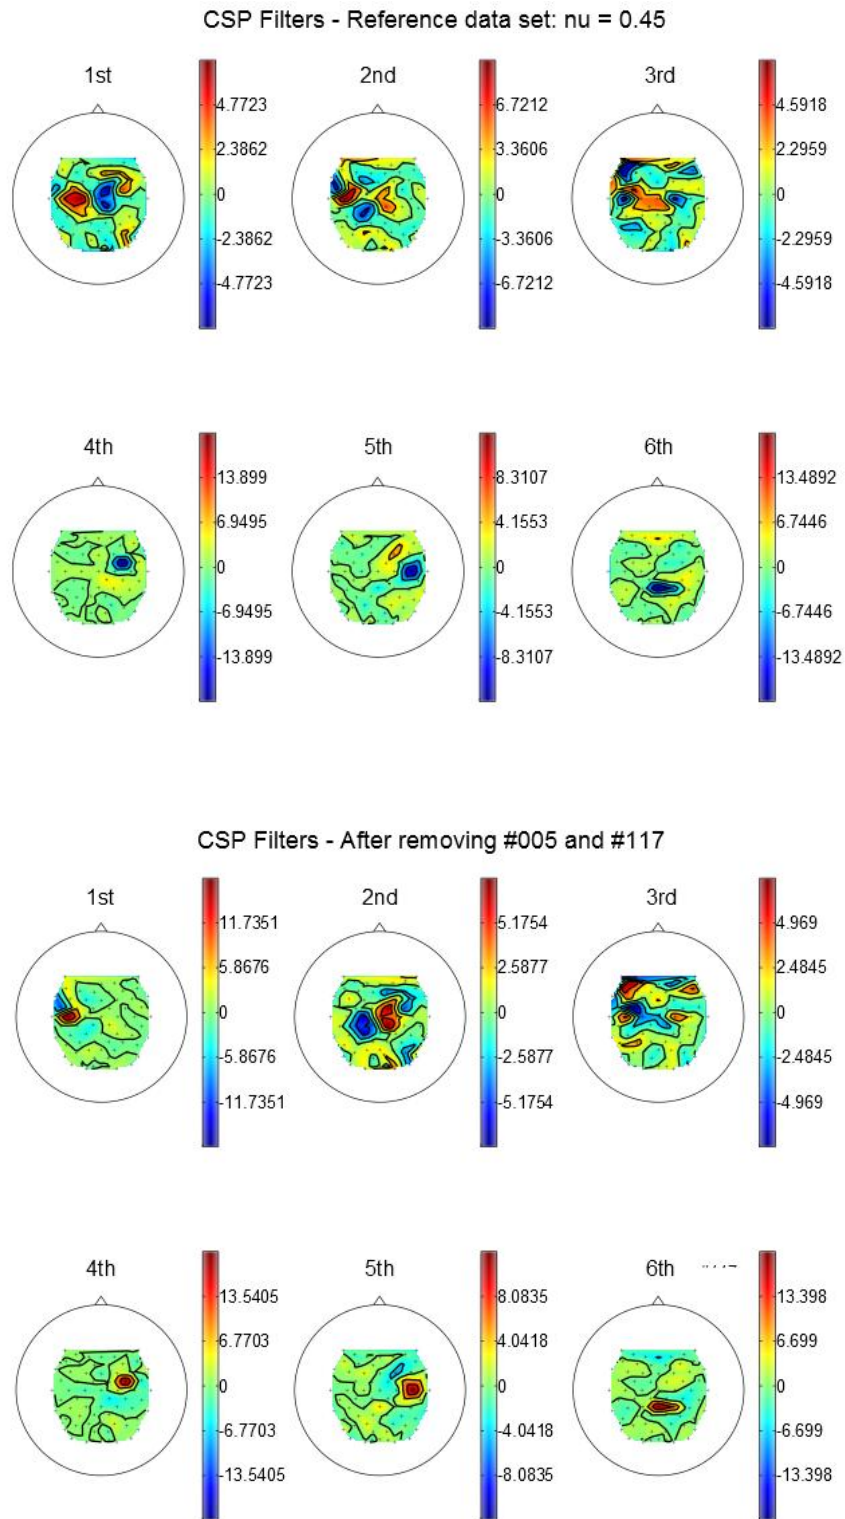 CSP Filters - Reference data set: nu = 0.45
1st 2nd 3rd
4.7723 6.7212 4.5918
2.3862 3.3606 2.2959
0 0 0
-2.3862 -3.3606 -2.2959
-4.7723 -6.7212 -4.5918
4th 5th 6th
13.899 8.3107 13.4892
6.9495 4.1553 6.7446
0 0 0
-6.9495 -4.1553 -6.7446
-13.899 -8.3107 -13.4892
CSP Filters - After removing #005 and #117
1st 2nd 3rd
11.7351 5.1754 4.969
5.8676 2.5877 2.4845
0 0 0
-5.8676 -2.5877 -2.4845
-11.7351 -5.1754 -4.969
4th 5th 6th
13.5405 8.0835 13.398
6.7703 4.0418 6.699
0 0 0
-6.7703 -4.0418 -6.699
-13.5405 -8.0835 -13.398